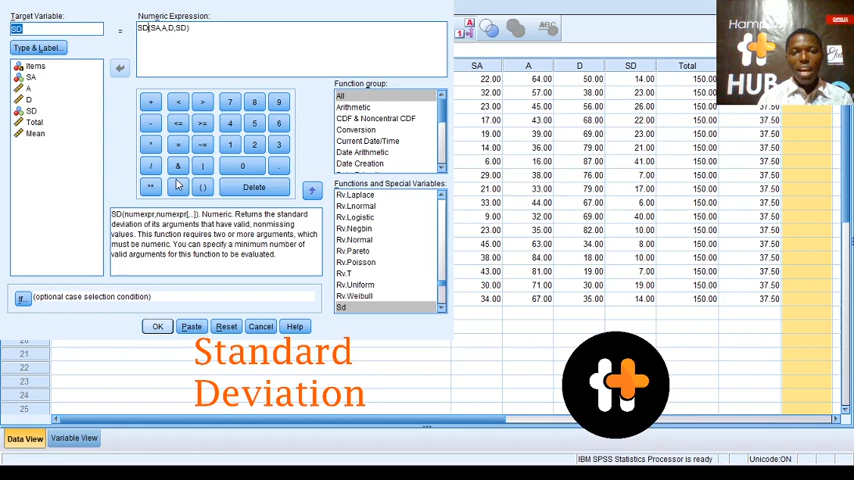 Target Variable:
SD
=
Numeric Expression:
SD(SA,A,D,SD)
Type & Label...
Items
SA
A
D
SD
Total
Mean
+ < > 7 8 9
- <= >= 4 5 6
* = ~= 1 2 3
/ & | 0 .
** ( ) Delete
Function group:
All
Arithmetic
CDF & Noncentral CDF
Conversion
Current Date/Time
Date Arithmetic
Date Creation
Functions and Special Variables:
Rv.Laplace
Rv.Lnormal
Rv.Logistic
Rv.Negbin
Rv.Normal
Rv.Pareto
Rv.Poisson
Rv.T
Rv.Uniform
Rv.Weibull
Sd
SD(numexpr,numexpr[...]). Numeric. Returns the standard
deviation of its arguments that have valid, nonmissing
values. This function requires two or more arguments, which
must be numeric. You can specify a minimum number of
valid arguments for this function to be evaluated.
If... (optional case selection condition)
OK Paste Reset Cancel Help
SA A D SD Total
22.00 64.00 50.00 14.00 150.00
32.00 57.00 38.00 23.00 150.00
23.00 45.00 56.00 26.00 150.00 37.50
17.00 43.00 68.00 22.00 150.00 37.50
19.00 39.00 69.00 23.00 150.00 37.50
14.00 36.00 79.00 21.00 150.00 37.50
6.00 16.00 87.00 41.00 150.00 37.50
29.00 38.00 76.00 7.00 150.00 37.50
21.00 33.00 79.00 17.00 150.00 37.50
33.00 44.00 67.00 6.00 150.00 37.50
9.00 32.00 69.00 40.00 150.00 37.50
23.00 35.00 82.00 10.00 150.00 37.50
45.00 63.00 34.00 8.00 150.00 37.50
38.00 84.00 18.00 10.00 150.00 37.50
43.00 81.00 19.00 7.00 150.00 37.50
30.00 71.00 30.00 19.00 150.00 37.50
34.00 67.00 35.00 14.00 150.00 37.50
HUB
21
22
23
24
25
Standard
Deviation
Data View Variable View
IBM SPSS Statistics Processor is ready Unicode:ON